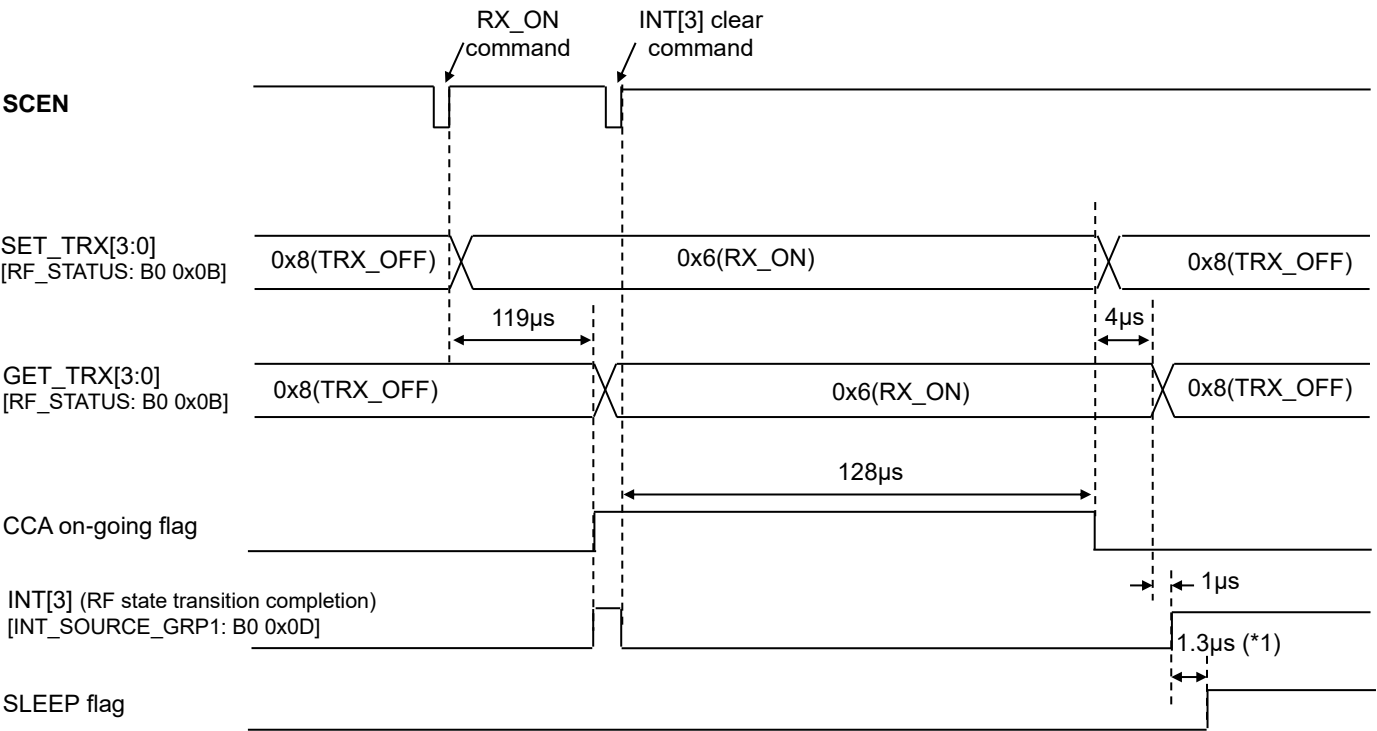 RX_ON
command
INT[3] clear
command
SCEN
SET_TRX[3:0]
[RF_STATUS: B0 0x0B]
0x8(TRX_OFF)
0x6(RX_ON)
0x8(TRX_OFF)
119µs
4µs
GET_TRX[3:0]
[RF_STATUS: B0 0x0B]
0x8(TRX_OFF)
0x6(RX_ON)
0x8(TRX_OFF)
128µs
CCA on-going flag
1µs
INT[3] (RF state transition completion)
[INT_SOURCE_GRP1: B0 0x0D]
1.3µs (*1)
SLEEP flag